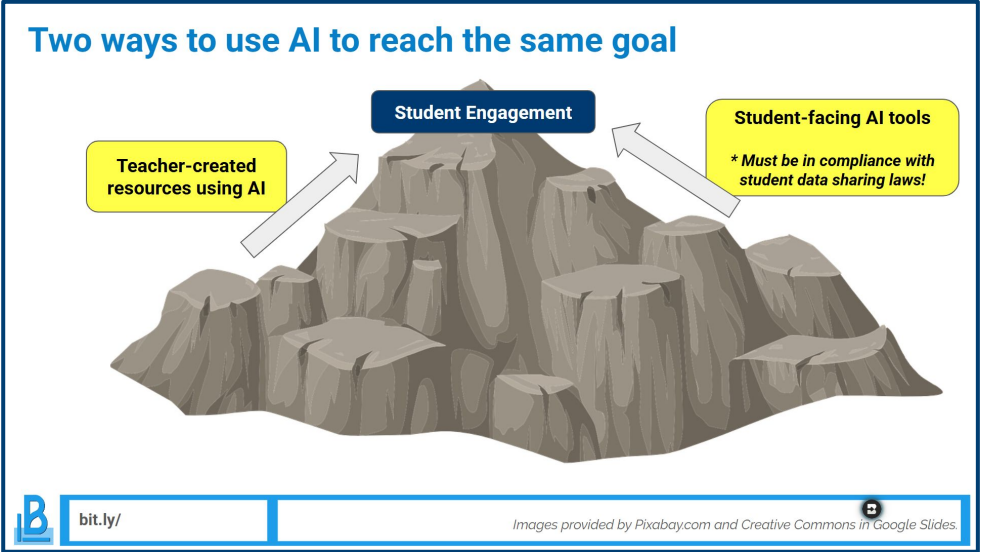 Two ways to use AI to reach the same goal
Student Engagement
Teacher-created
resources using AI
Student-facing AI tools
* Must be in compliance with
student data sharing laws!
B
bit.ly/
Images provided by Pixabay.com and Creative Commons in Google Slides.